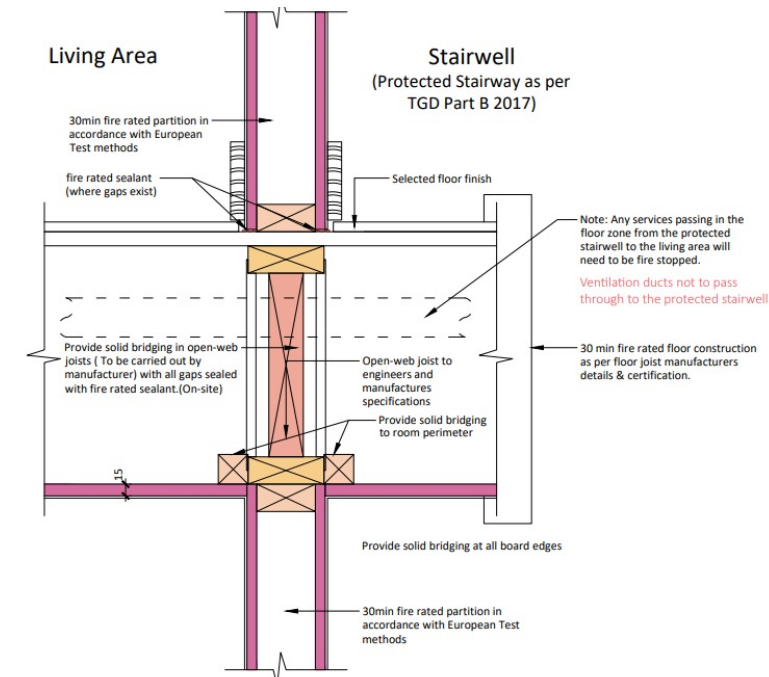 Living Area
Stairwell
(Protected Stairway as per
TGD Part B 2017)
30min fire rated partition in
accordance with European
Test methods
fire rated sealant
(where gaps exist)
Selected floor finish
Note: Any services passing in the
floor zone from the protected
stairwell to the living area will
need to be fire stopped.
Ventilation ducts not to pass
through to the protected stairwell
Provide solid bridging in open-web
joists ( To be carried out by
manufacturer) with all gaps sealed
with fire rated sealant.(On-site)
Open-web joist to
engineers and
manufactures
specifications
30 min fire rated floor construction
as per floor joist manufacturers
details & certification.
Provide solid bridging
to room perimeter
15
Provide solid bridging at all board edges
30min fire rated partition in
accordance with European Test
methods